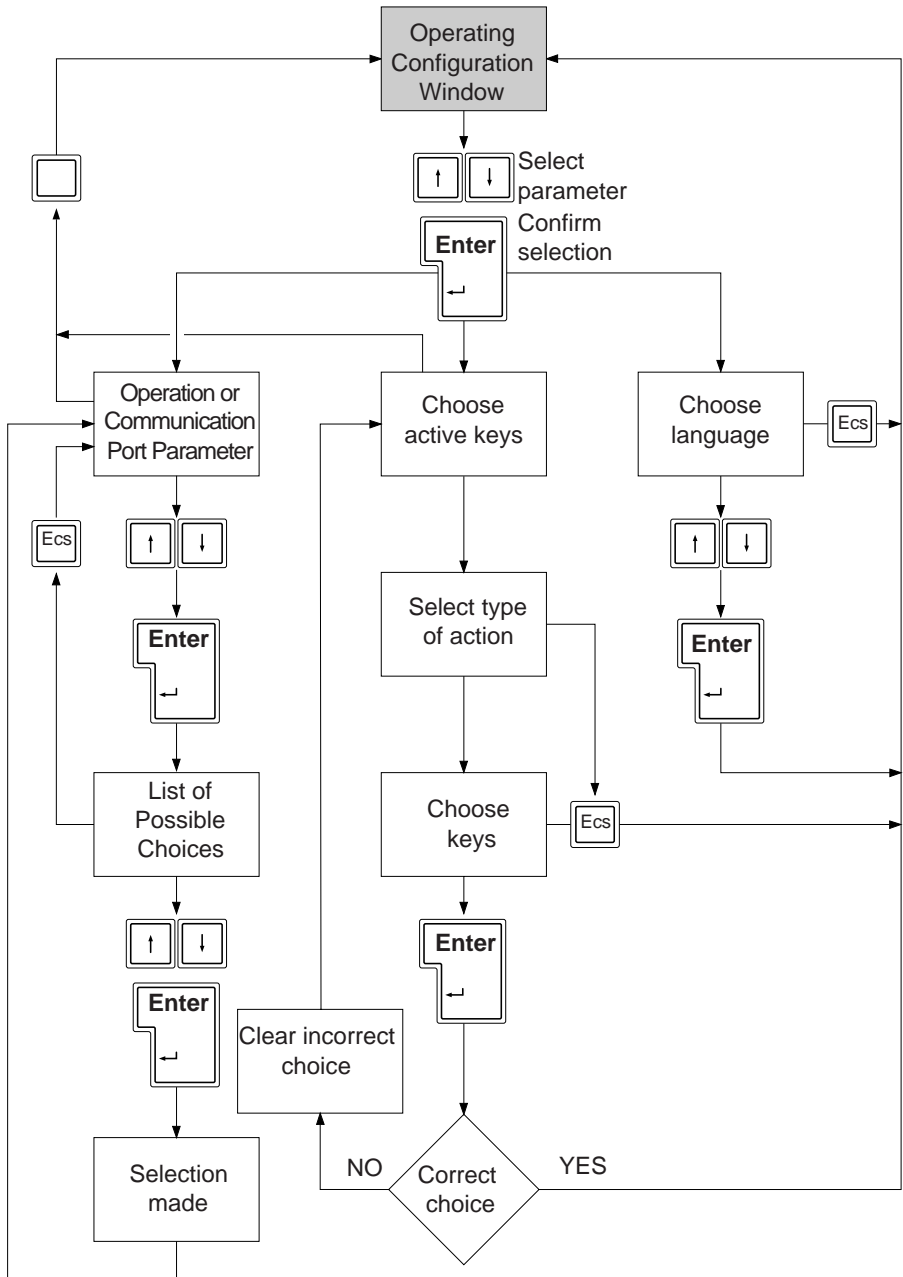 Operating
Configuration
Window
↑ ↓
Select
parameter
Enter
Confirm
selection
Operation or
Communication
Port Parameter
Choose
active keys
Choose
language
Ecs
Ecs
↑ ↓
↑ ↓
Enter
Select type
of action
Enter
List of
Possible
Choices
Choose
keys
Ecs
↑ ↓
Enter
Enter
Clear incorrect
choice
Selection
made
NO
Correct
choice
YES